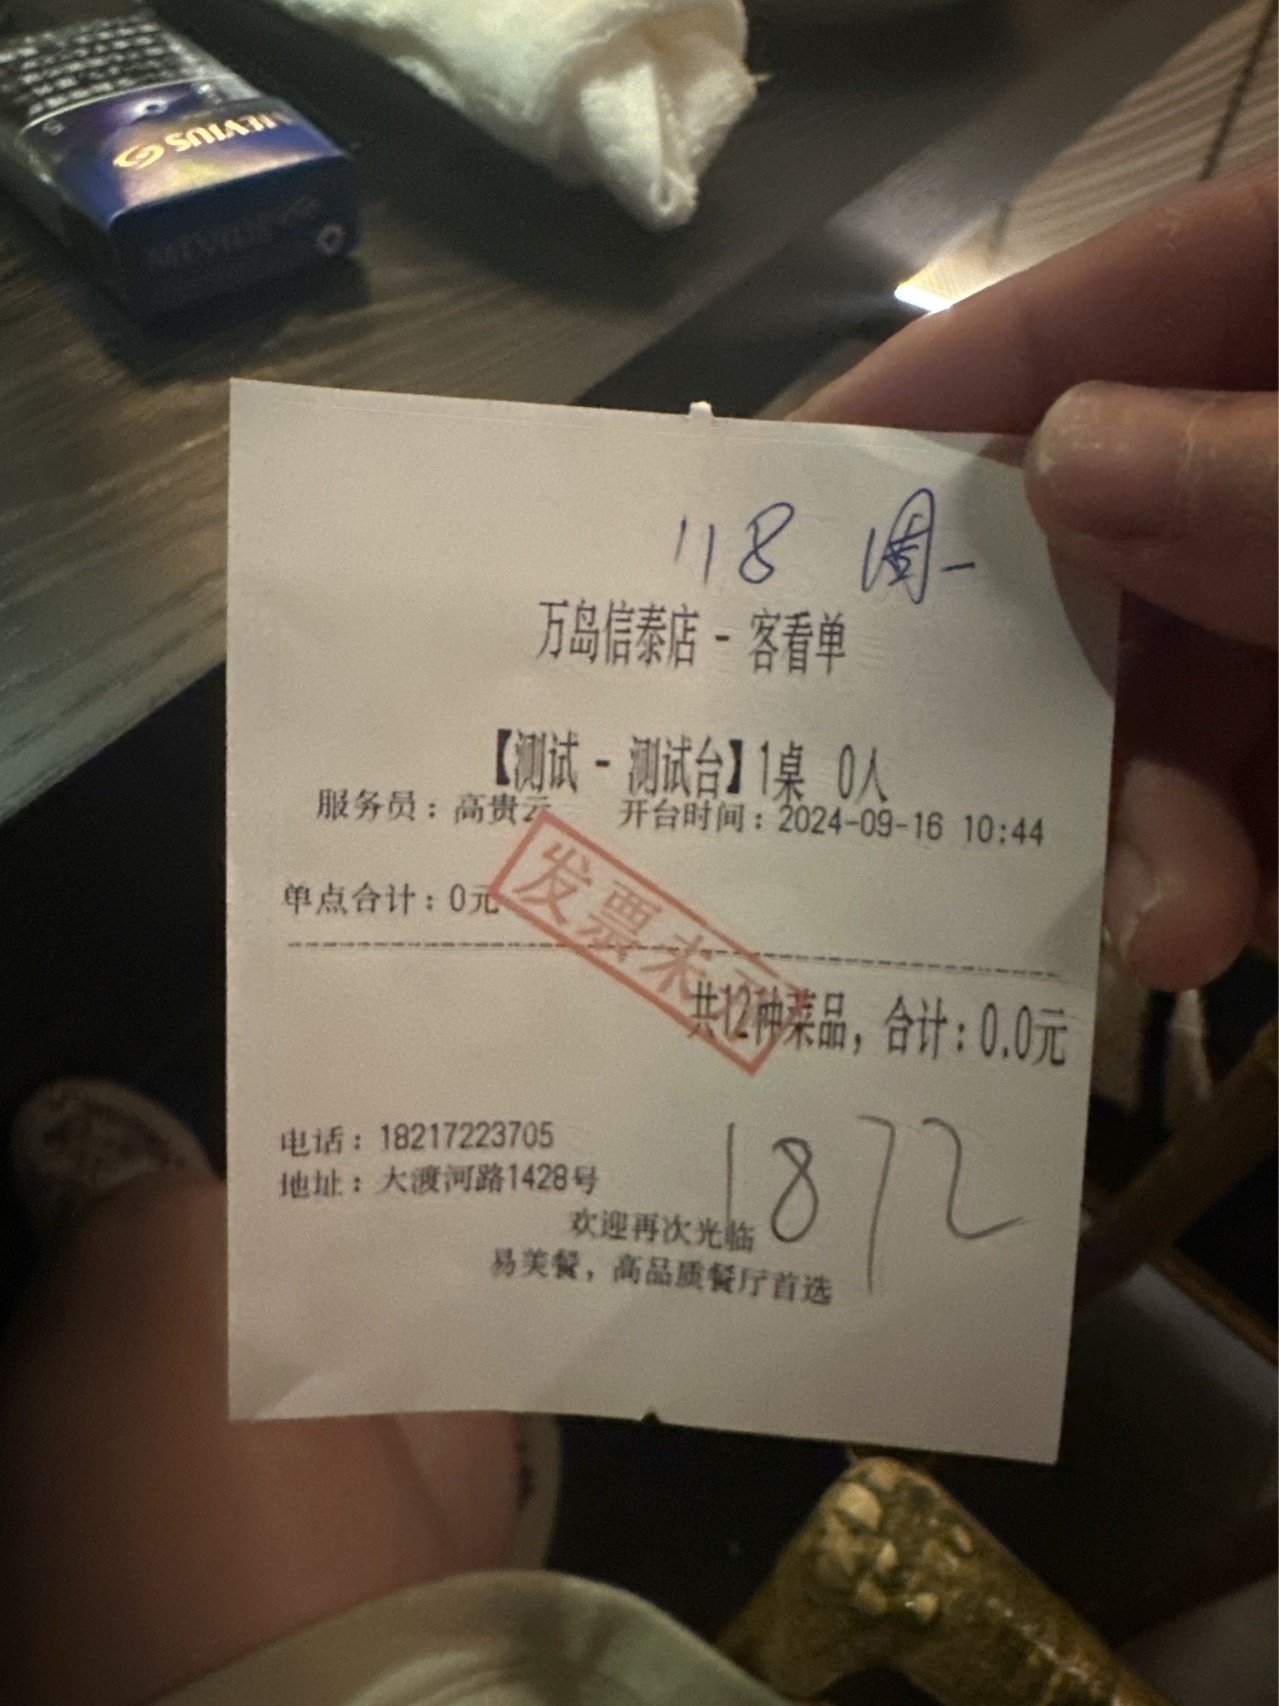 MEVIUS
118 周一
万岛信泰店 - 客看单
【测试 - 测试台】1桌 0人
服务员：高贵云 开台时间：2024-09-16 10:44
单点合计：0元
发票未
共12种菜品，合计：0.0元
电话：18217223705
地址：大渡河路1428号
1872
欢迎再次光临
易美餐，高品质餐厅首选